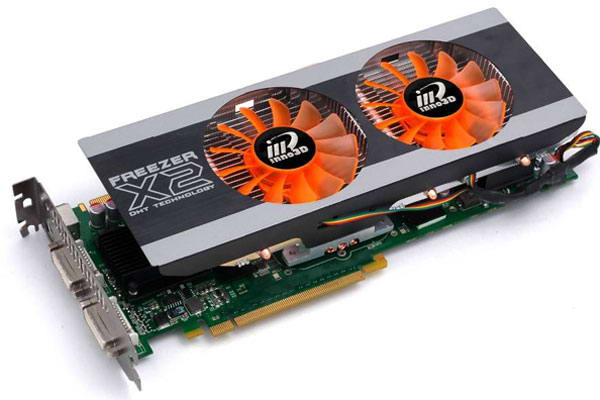 inno3D
inno3D
FREEZER
X2
DHT TECHNOLOGY